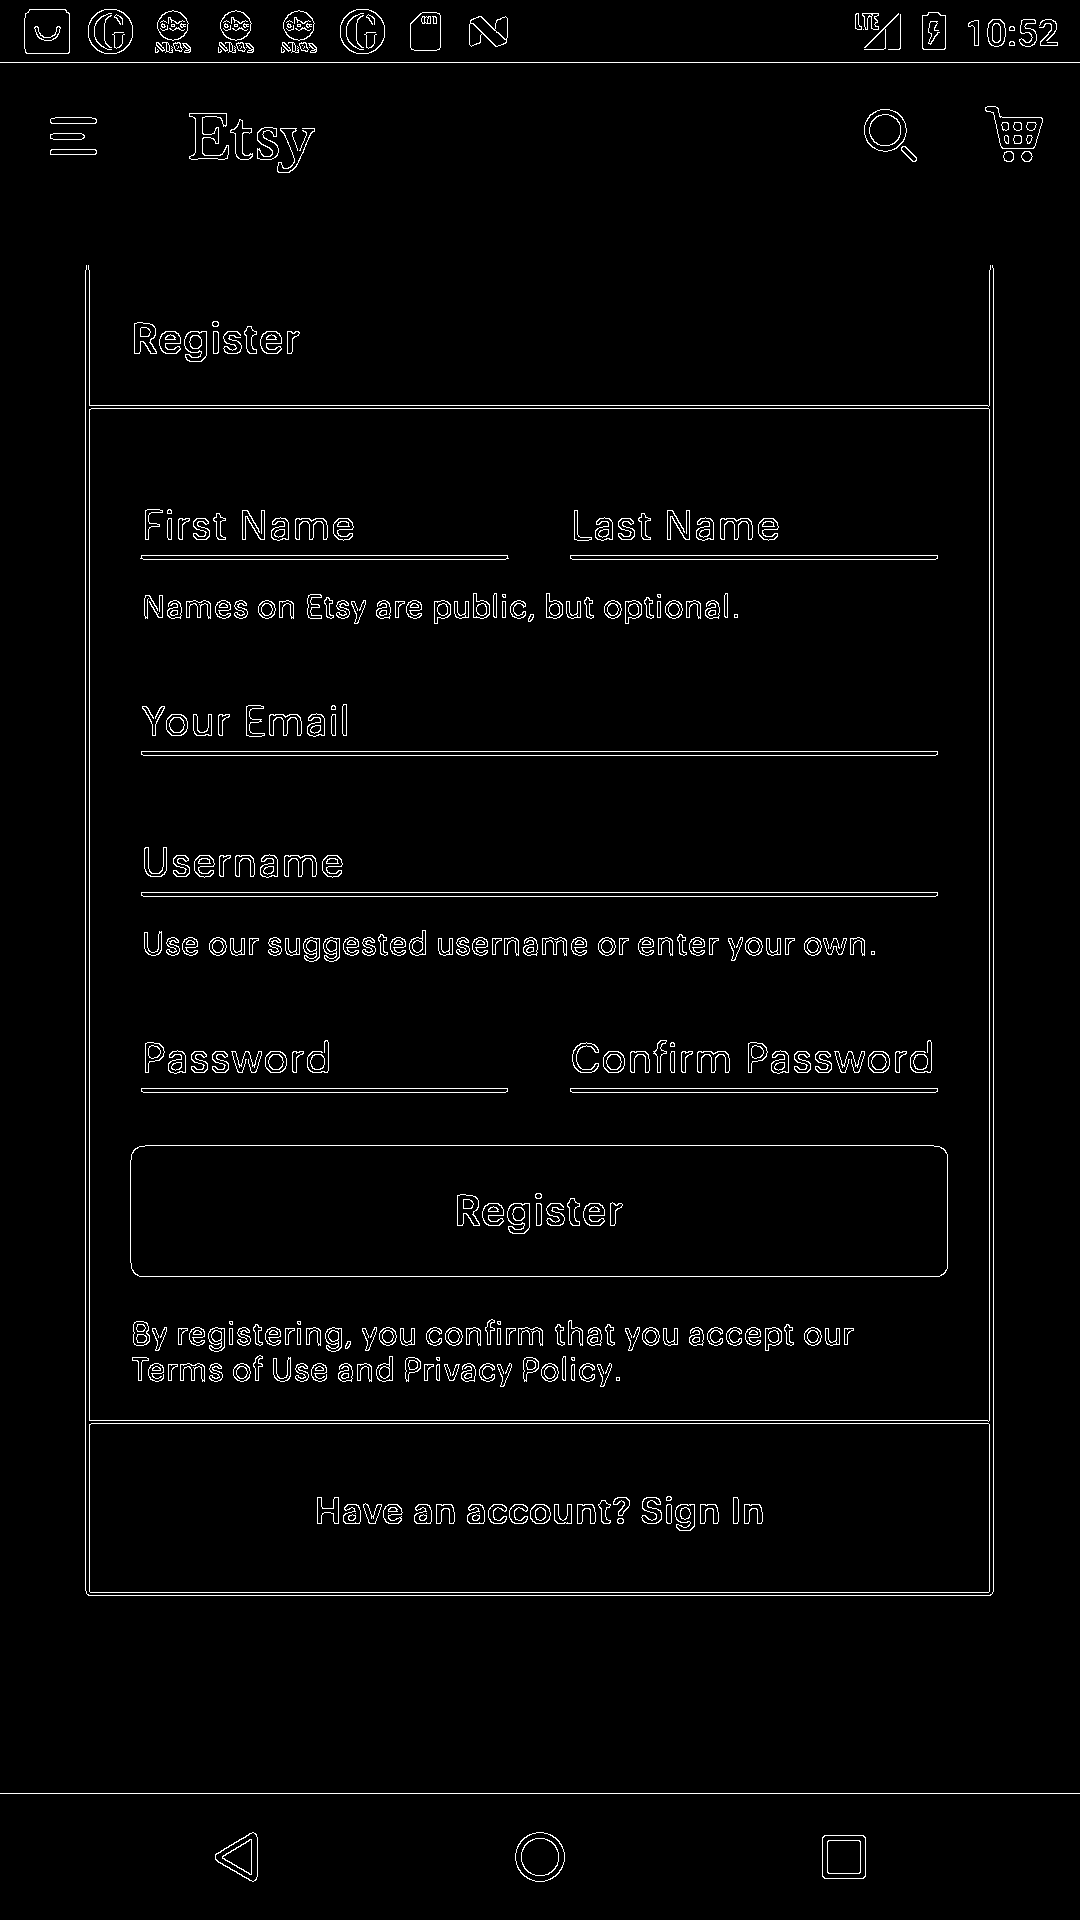 LTE 10:52
Etsy
Register
First Name Last Name
Names on Etsy are public, but optional.
Your Email
Username
Use our suggested username or enter your own.
Password Confirm Password
Register
By registering, you confirm that you accept our
Terms of Use and Privacy Policy.
Have an account? Sign In